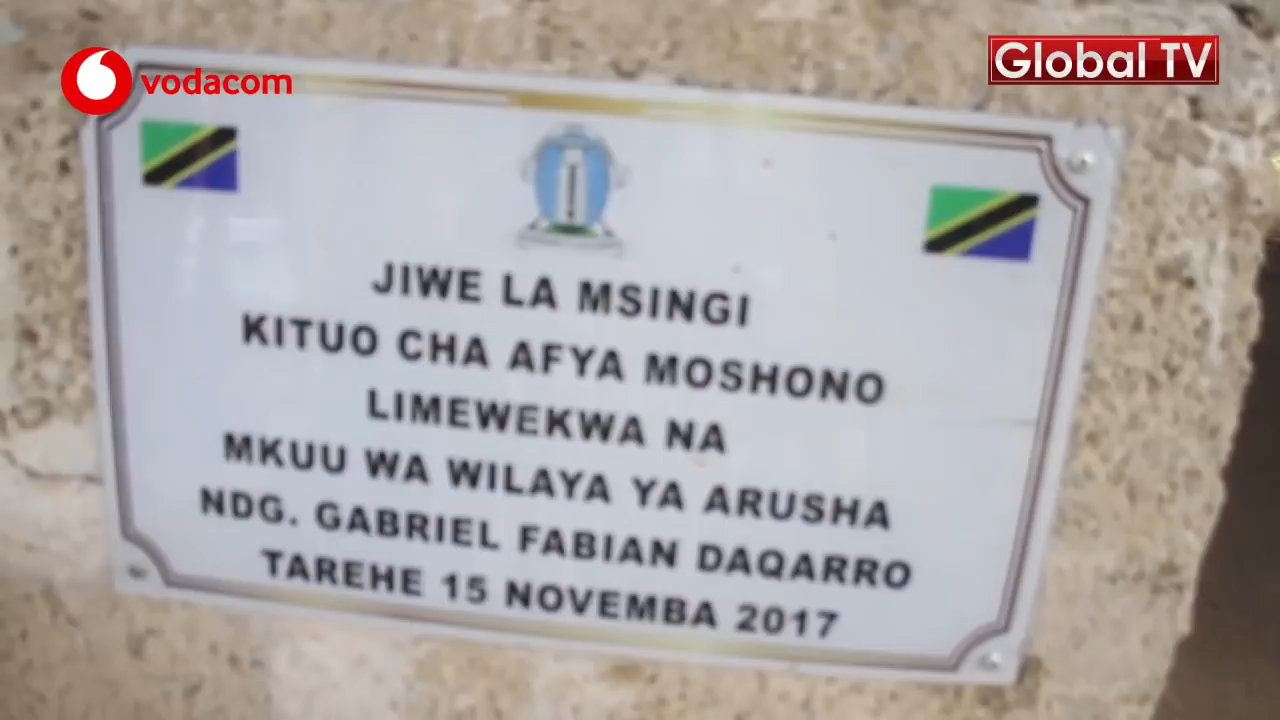 vodacom
Global TV
JIWE LA MSINGI
KITUO CHA AFYA MOSHONO
LIMEWEKWA NA
MKUU WA WILAYA YA ARUSHA
NDG. GABRIEL FABIAN DAQARRO
TAREHE 15 NOVEMBA 2017